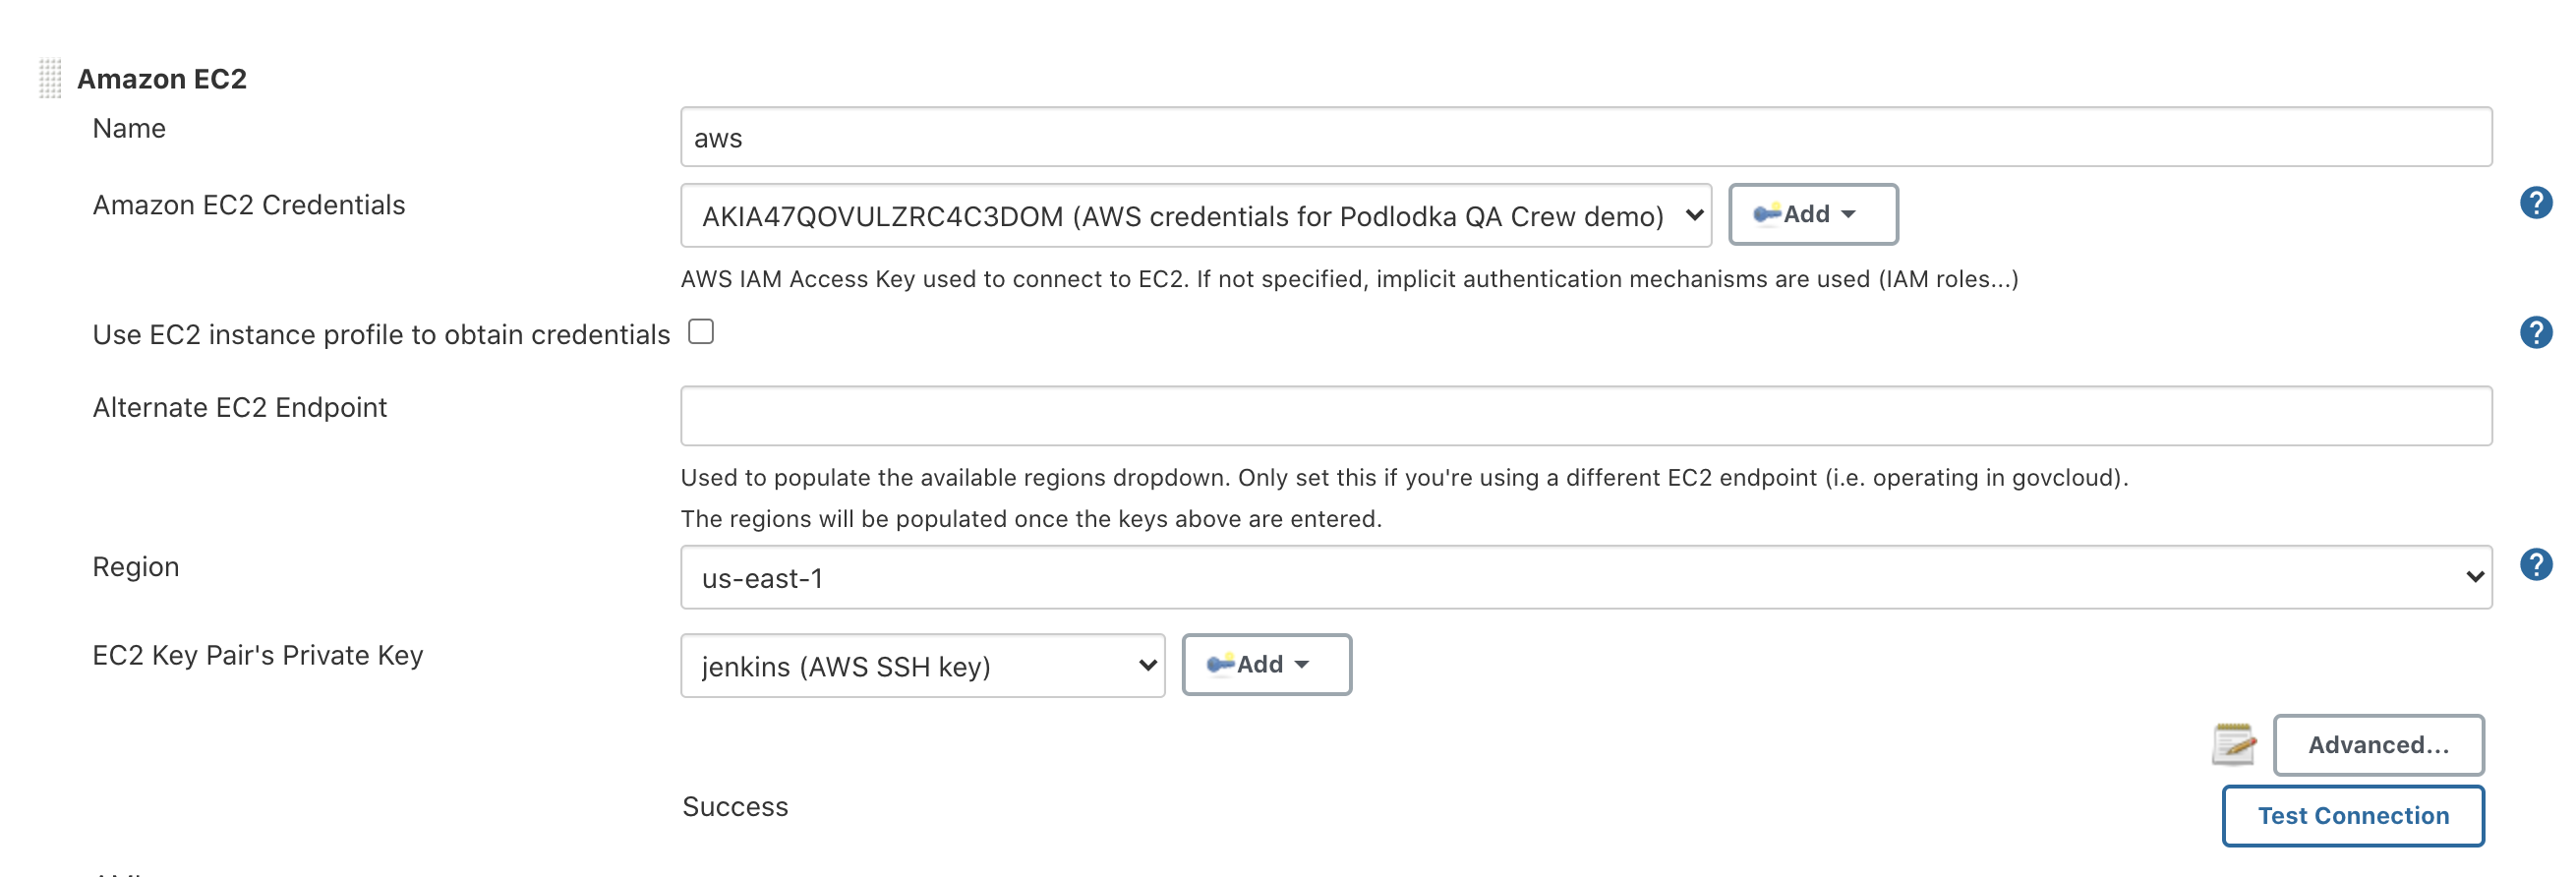 Amazon EC2
Name
aws
Amazon EC2 Credentials
AKIA47QOVULZRC4C3DOM (AWS credentials for Podlodka QA Crew demo)
Add
?
AWS IAM Access Key used to connect to EC2. If not specified, implicit authentication mechanisms are used (IAM roles...)
Use EC2 instance profile to obtain credentials
?
Alternate EC2 Endpoint
Used to populate the available regions dropdown. Only set this if you're using a different EC2 endpoint (i.e. operating in govcloud).
The regions will be populated once the keys above are entered.
Region
us-east-1
?
EC2 Key Pair's Private Key
jenkins (AWS SSH key)
Add
Advanced...
Success
Test Connection